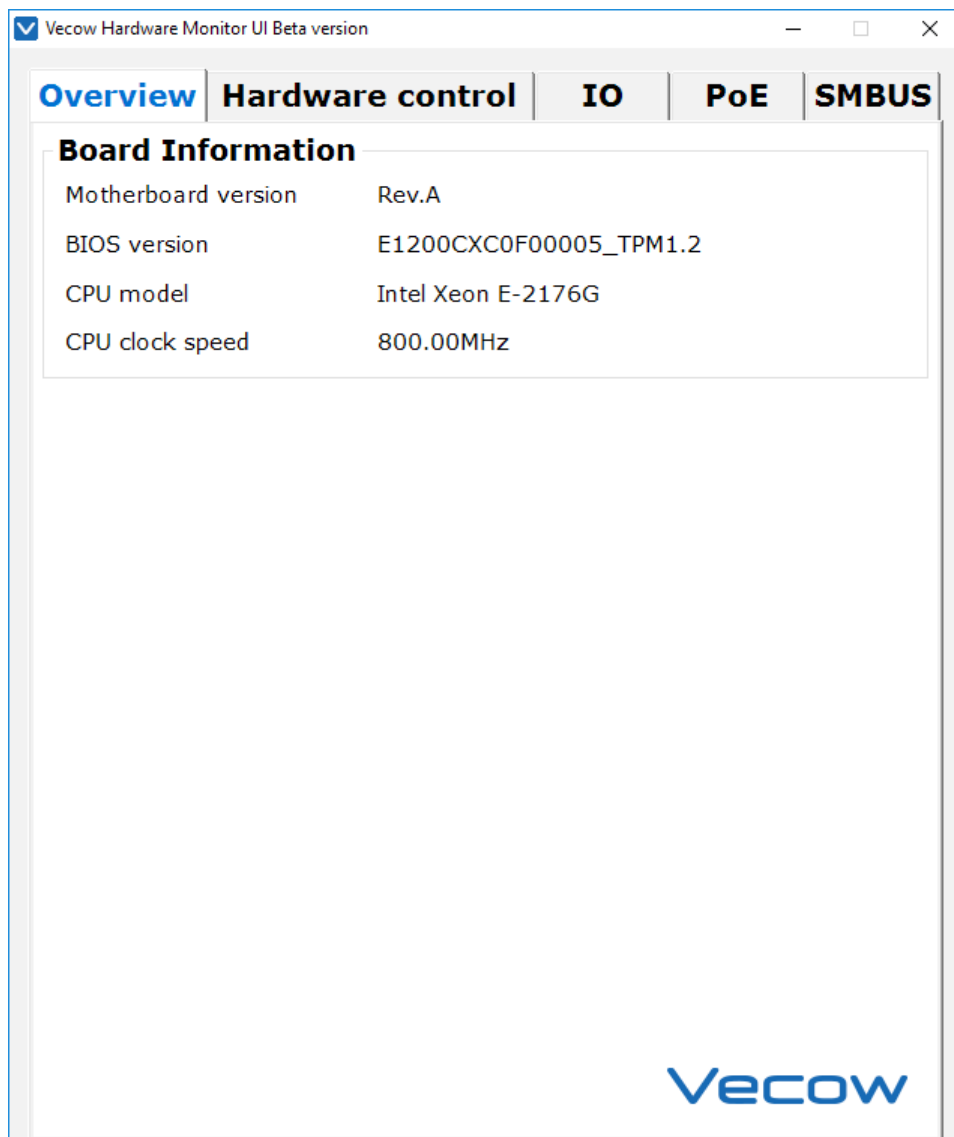 Vecow Hardware Monitor UI Beta version
Overview Hardware control IO PoE SMBUS
Board Information
Motherboard version Rev.A
BIOS version E1200CXC0F00005_TPM1.2
CPU model Intel Xeon E-2176G
CPU clock speed 800.00MHz
Vecow